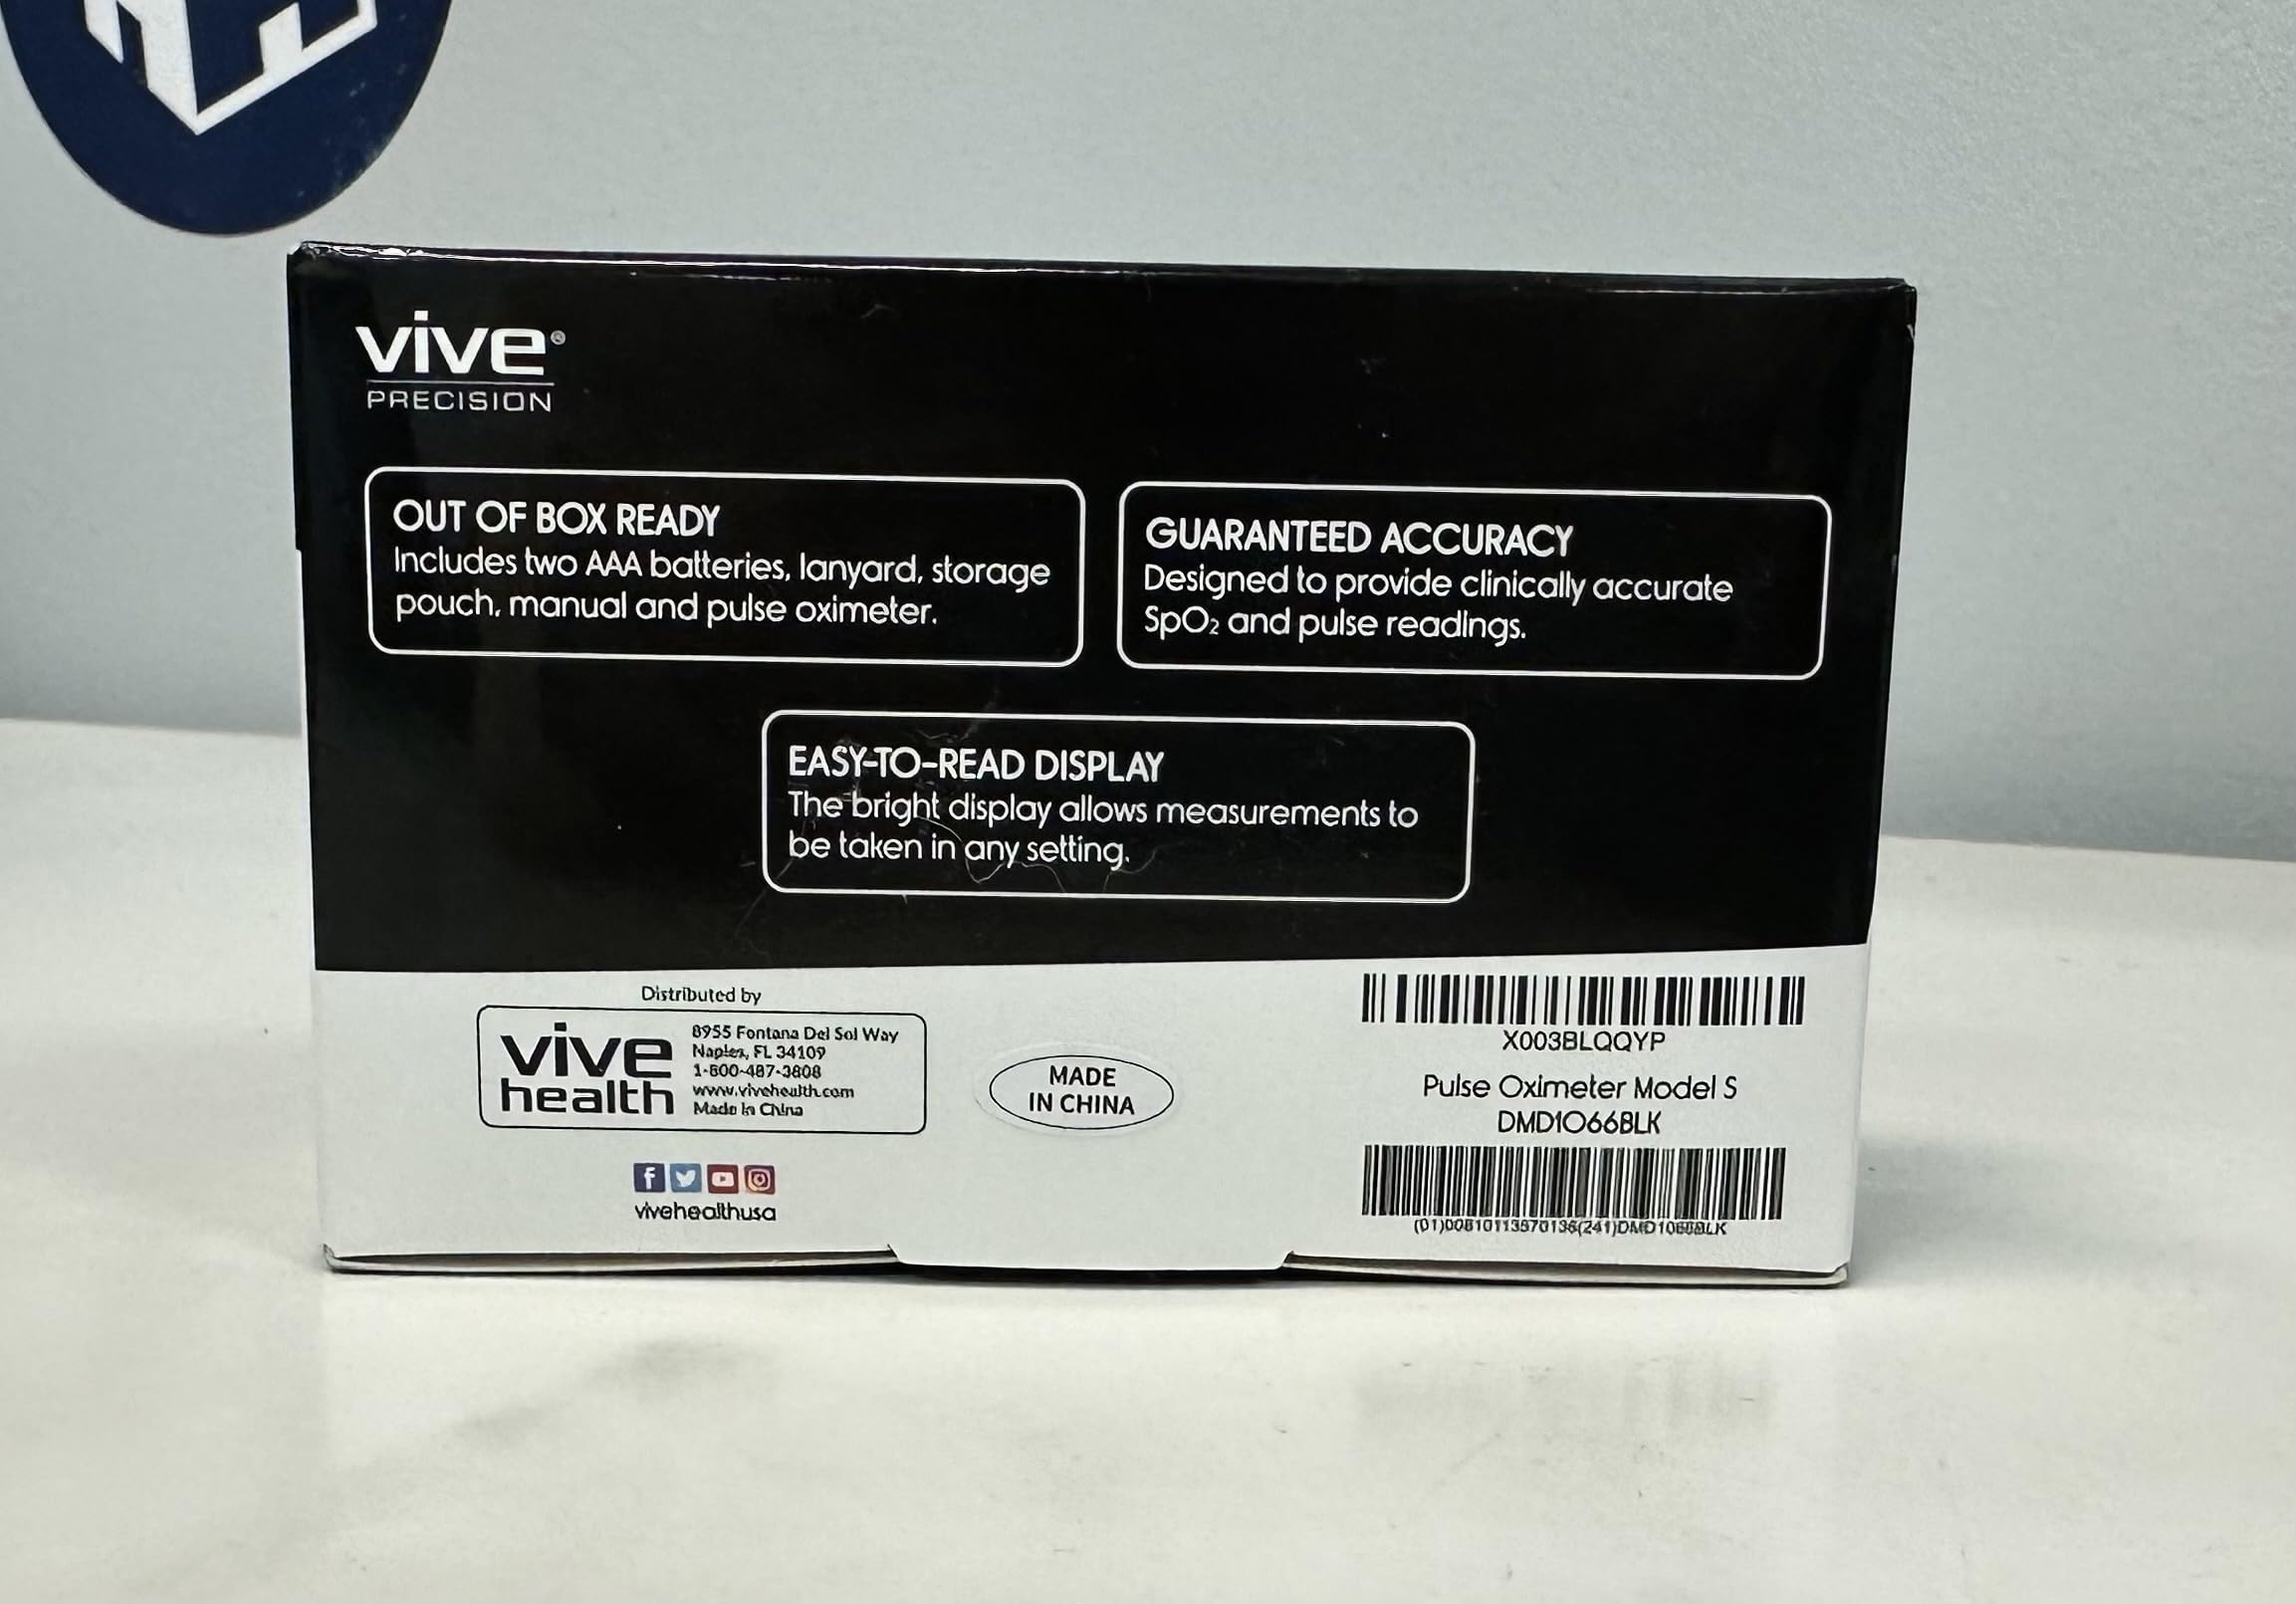 vive®
PRECISION
OUT OF BOX READY
Includes two AAA batteries, lanyard, storage
pouch, manual and pulse oximeter.
GUARANTEED ACCURACY
Designed to provide clinically accurate
SpO₂ and pulse readings.
EASY-TO-READ DISPLAY
The bright display allows measurements to
be taken in any setting.
Distributed by
vive
health
8955 Fontana Del Sol Way
Naples, FL 34109
1-800-487-3808
www.vivehealth.com
Made In China
vivehealthusa
MADE
IN CHINA
X003BLQQYP
Pulse Oximeter Model S
DMD1066BLK